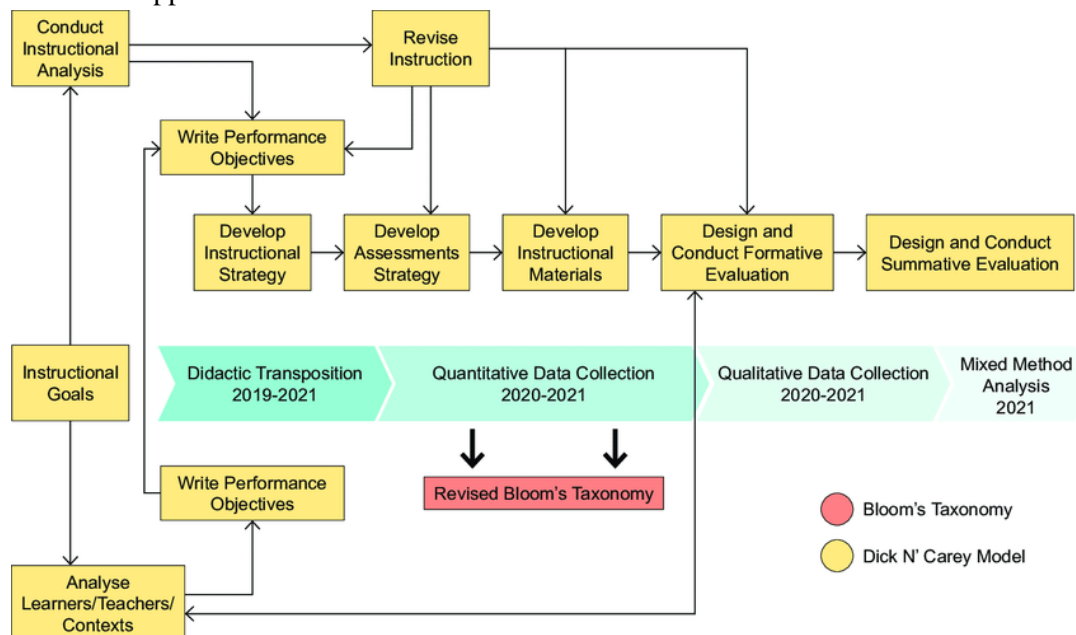 Conduct
Instructional
Analysis
Revise
Instruction
Write Performance
Objectives
Develop
Instructional
Strategy
Develop
Assessments
Strategy
Develop
Instructional
Materials
Design and
Conduct Formative
Evaluation
Design and Conduct
Summative Evaluation
Instructional
Goals
Didactic Transposition
2019-2021
Quantitative Data Collection
2020-2021
Qualitative Data Collection
2020-2021
Mixed Method
Analysis
2021
Write Performance
Objectives
Revised Bloom's Taxonomy
Bloom's Taxonomy
Dick N' Carey Model
Analyse
Learners/Teachers/
Contexts